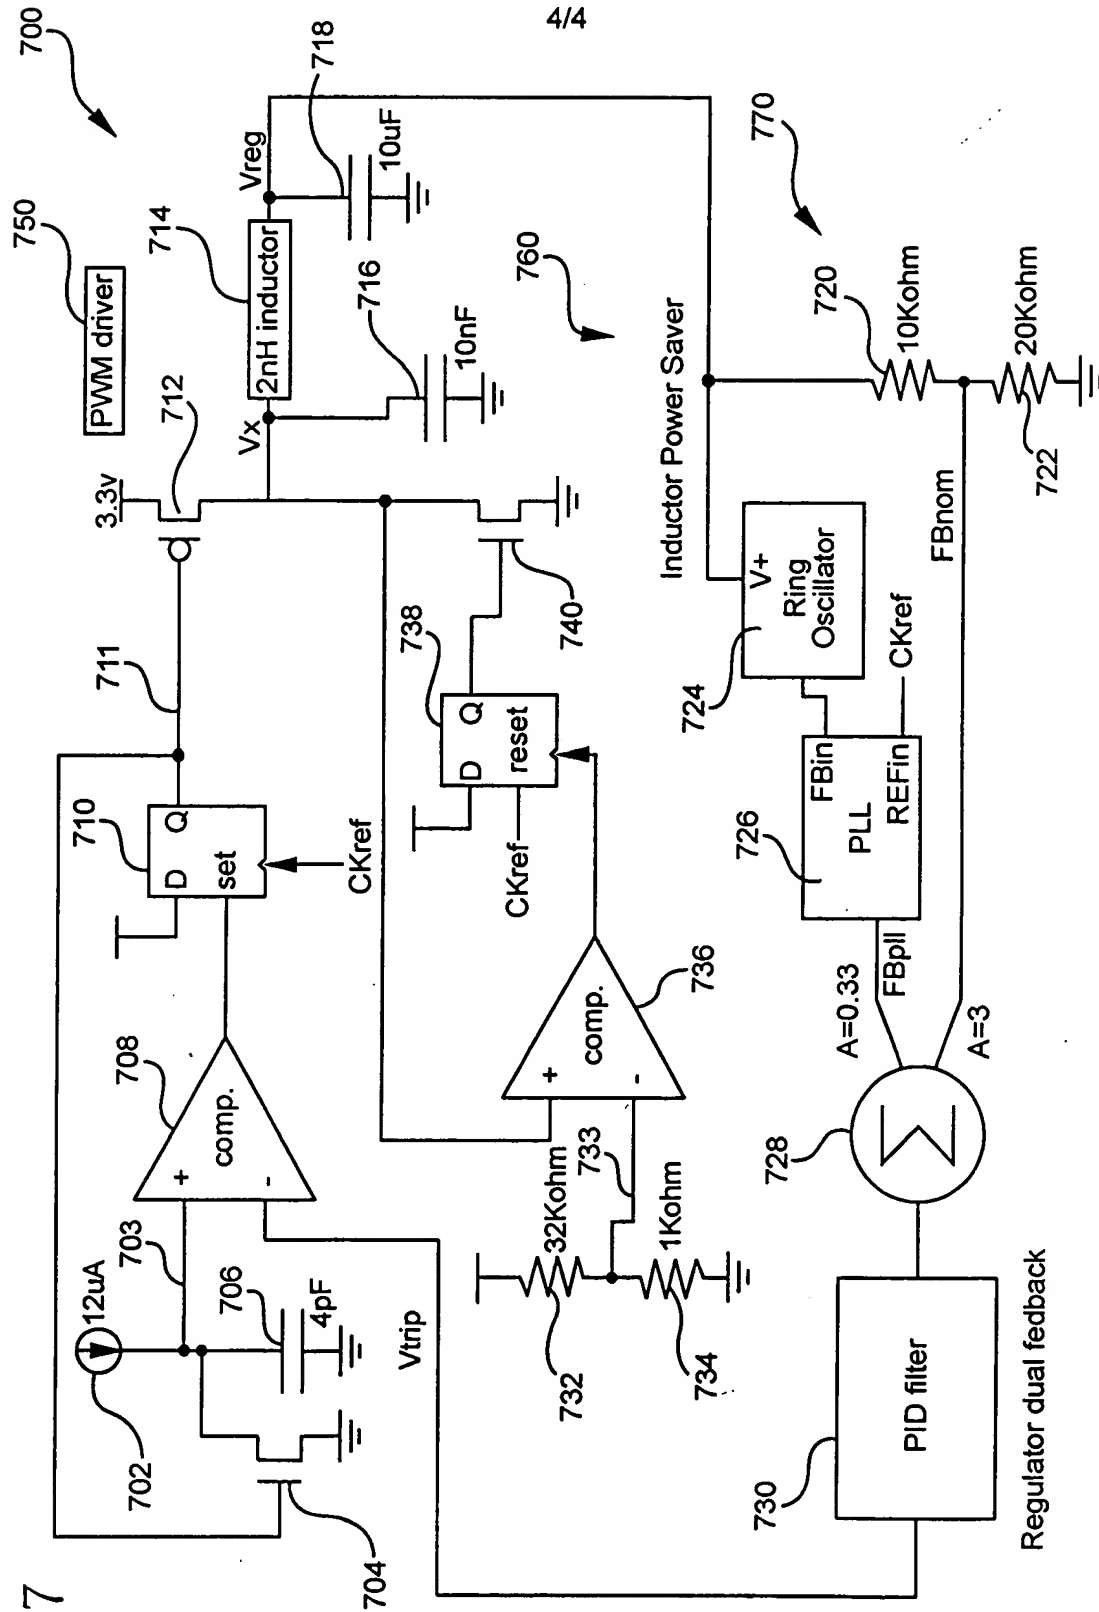 4/4
7
700
750
PWM driver
3.3v
712
714
2nH inductor
Vx
Vreg
716
10nF
718
10uF
711
710
D
Q
set
CKref
708
comp.
+
-
703
12uA
702
706
4pF
704
Vtrip
760
Inductor Power Saver
740
738
D
Q
reset
CKref
736
comp.
+
-
733
32Kohm
732
1Kohm
734
770
720
10Kohm
20Kohm
722
FBnom
V+
Ring
Oscillator
724
FBin
PLL
REFin
CKref
726
FBpll
A=0.33
A=3
728
Σ
PID filter
730
Regulator dual fedback